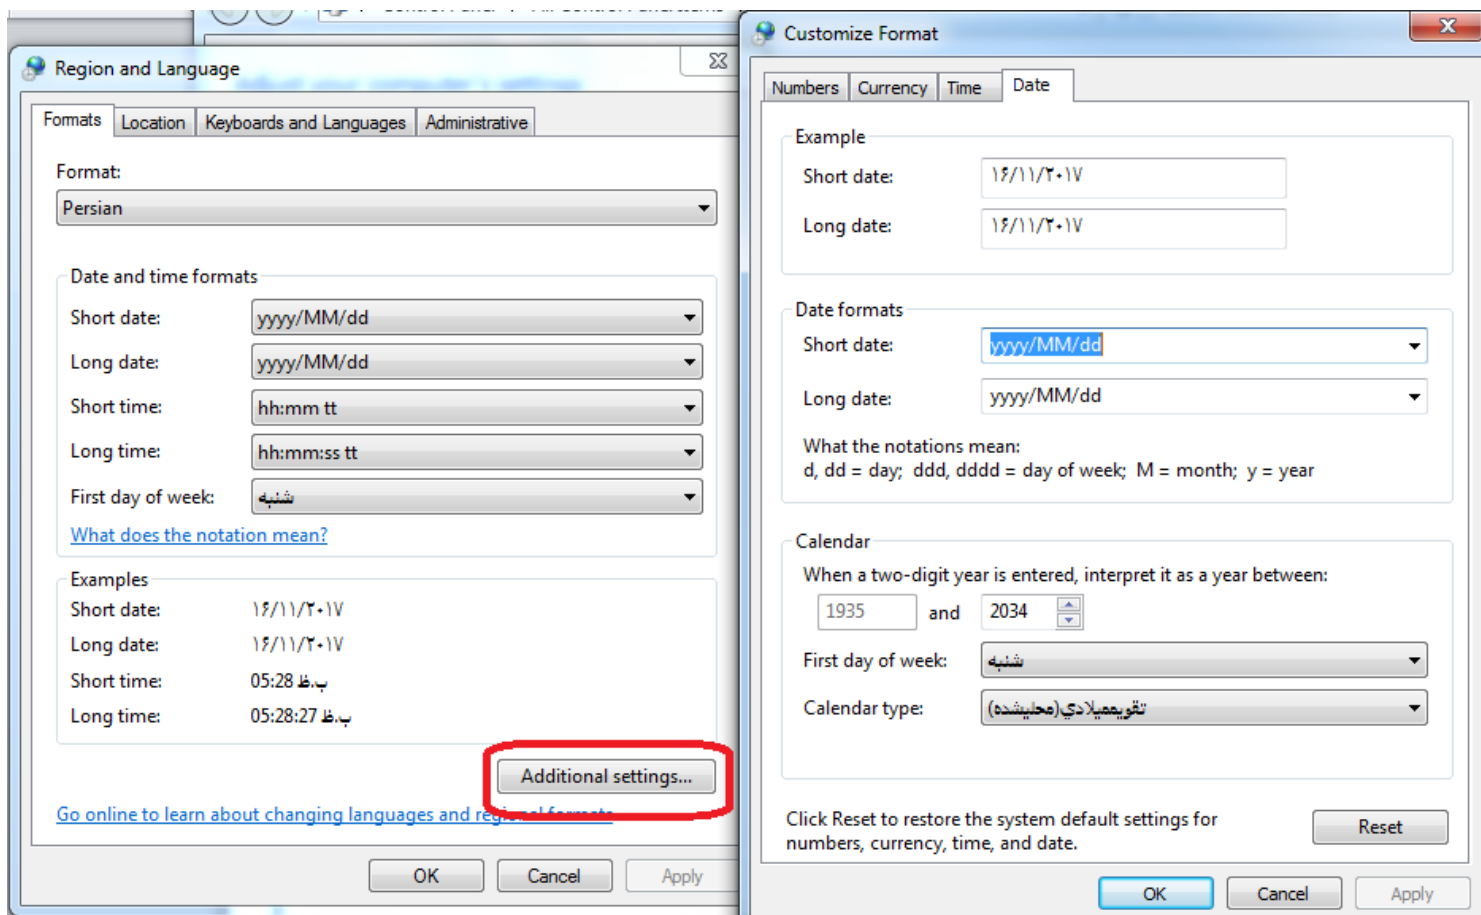 Region and Language
Formats
Location
Keyboards and Languages
Administrative
Format:
Persian
Date and time formats
Short date:
yyyy/MM/dd
Long date:
yyyy/MM/dd
Short time:
hh:mm tt
Long time:
hh:mm:ss tt
First day of week:
شنبه
What does the notation mean?
Examples
Short date:
۱۶/۱۱/۲۰۱۷
Long date:
۱۶/۱۱/۲۰۱۷
Short time:
05:28 ب.ظ
Long time:
05:28:27 ب.ظ
Additional settings...
Go online to learn about changing languages and regional formats
OK
Cancel
Apply
Customize Format
Numbers
Currency
Time
Date
Example
Short date:
۱۶/۱۱/۲۰۱۷
Long date:
۱۶/۱۱/۲۰۱۷
Date formats
Short date:
yyyy/MM/dd
Long date:
yyyy/MM/dd
What the notations mean:
d, dd = day; ddd, dddd = day of week; M = month; y = year
Calendar
When a two-digit year is entered, interpret it as a year between:
1935
and
2034
First day of week:
شنبه
Calendar type:
تقويمميلادي(محليشده)
Click Reset to restore the system default settings for
numbers, currency, time, and date.
Reset
OK
Cancel
Apply